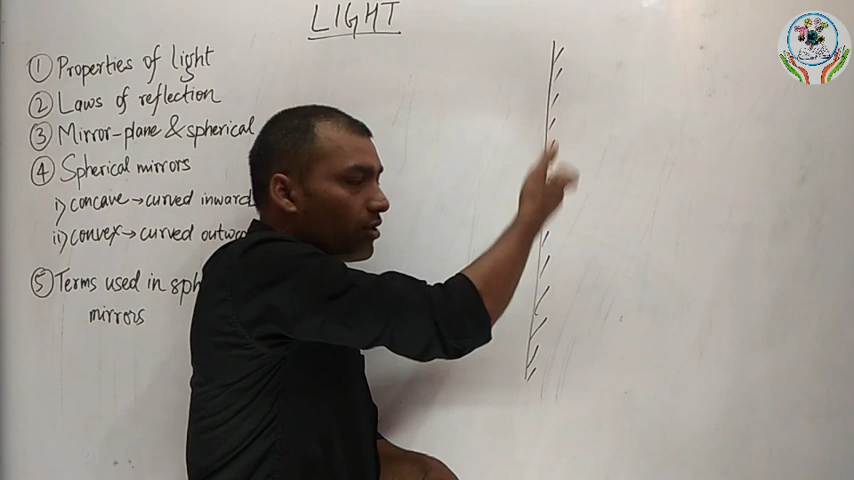 LIGHT
① Properties of light
② Laws of reflection
③ Mirror-plane & spherical
④ Spherical mirrors
i) concave → curved inward
ii) convex → curved outwa
⑤ Terms used in sph
mirrors